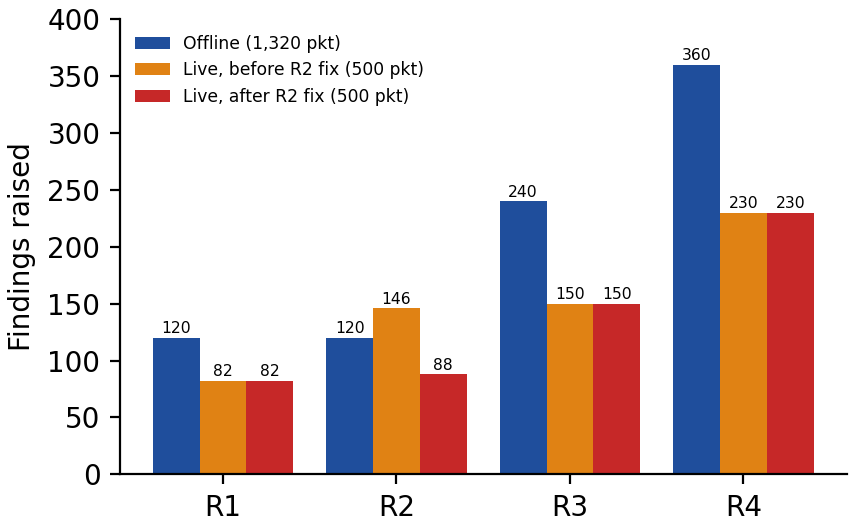 400
350
300
250
200
150
100
50
0
Findings raised
Offline (1,320 pkt)
Live, before R2 fix (500 pkt)
Live, after R2 fix (500 pkt)
120 82 82
120 146 88
240 150 150
360 230 230
R1 R2 R3 R4